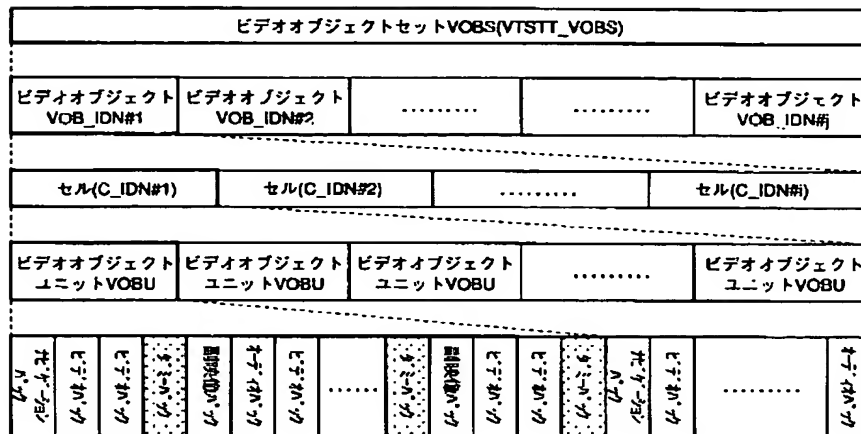 ビデオオブジェクトセットVOBS(VTSTT_VOBS)
ビデオオブジェクト
VOB_IDN#1
ビデオオブジェクト
VOB_IDN#2
.........
.........
ビデオオブジェクト
VOB_IDN#j
セル(C_IDN#1)
セル(C_IDN#2)
.........
セル(C_IDN#i)
ビデオオブジェクト
ユニットVOBU
ビデオオブジェクト
ユニットVOBU
ビデオオブジェクト
ユニットVOBU
.........
ビデオオブジェクト
ユニットVOBU
ナビゲーション
パック
ビデオパック
ビデオパック
ダミーパック
副映像パック
オーディオパック
ビデオパック
......
ダミーパック
副映像パック
ビデオパック
ビデオパック
ダミーパック
ナビゲーション
パック
ビデオパック
.........
オーディオパック